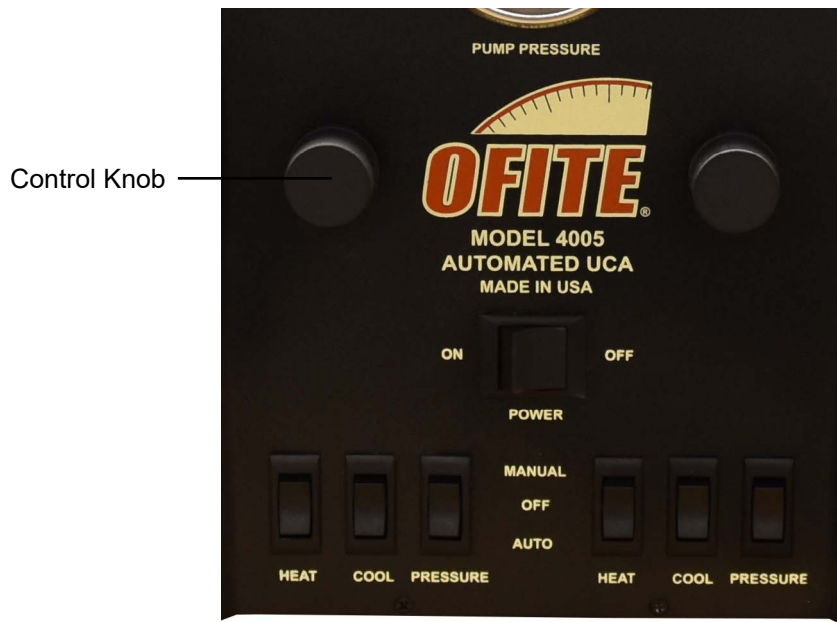 PUMP PRESSURE
Control Knob
OFITE®
MODEL 4005
AUTOMATED UCA
MADE IN USA
ON OFF
POWER
MANUAL
OFF
AUTO
HEAT COOL PRESSURE HEAT COOL PRESSURE